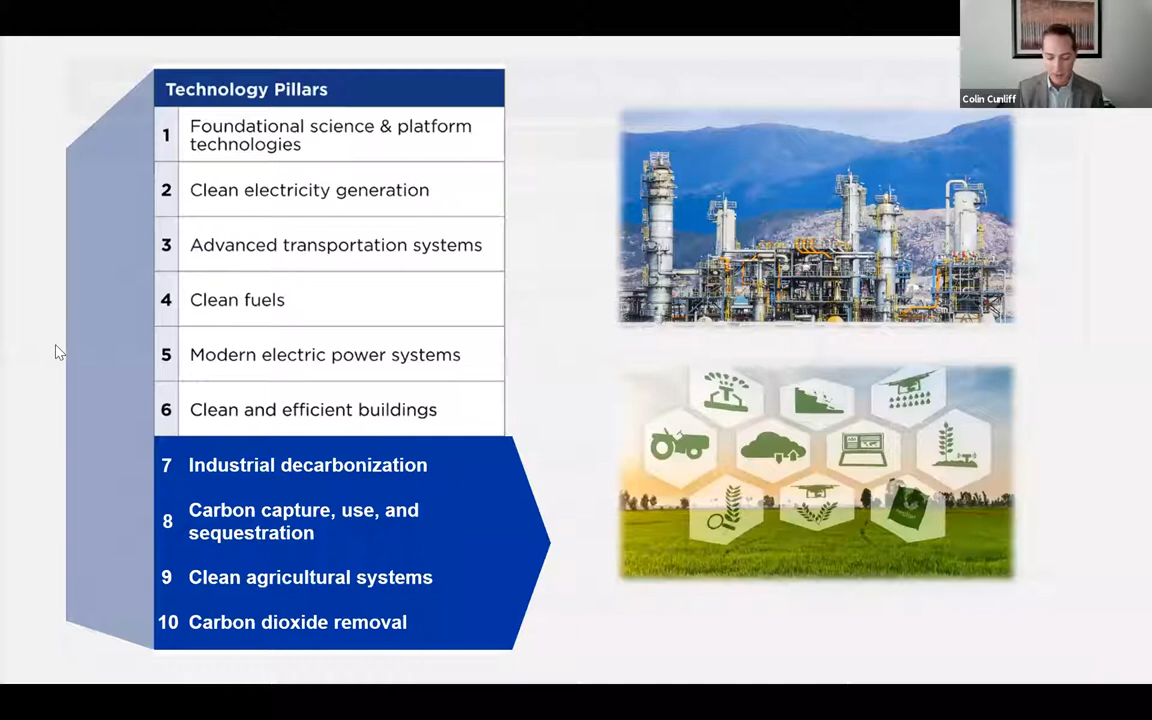 Colin Cunliff
Technology Pillars
1 Foundational science & platform
technologies
2 Clean electricity generation
3 Advanced transportation systems
4 Clean fuels
5 Modern electric power systems
6 Clean and efficient buildings
7 Industrial decarbonization
8 Carbon capture, use, and
sequestration
9 Clean agricultural systems
10 Carbon dioxide removal